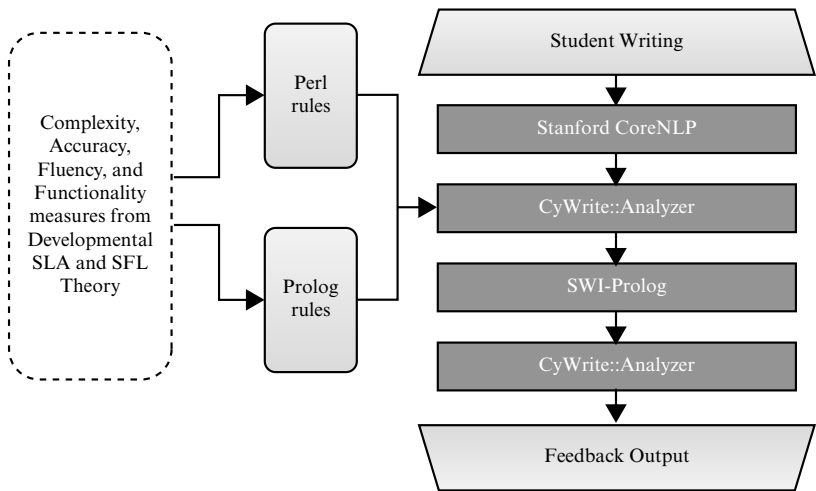 Complexity,
Accuracy,
Fluency, and
Functionality
measures from
Developmental
SLA and SFL
Theory
Perl
rules
Prolog
rules
Student Writing
Stanford CoreNLP
CyWrite::Analyzer
SWI-Prolog
CyWrite::Analyzer
Feedback Output